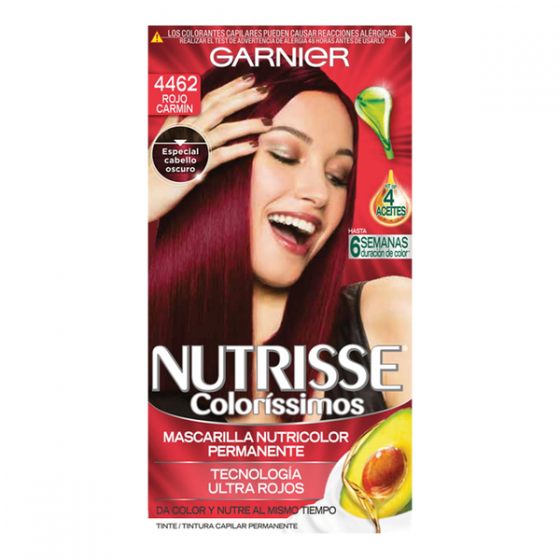 LOS COLORANTES CAPILARES PUEDEN CAUSAR REACCIONES ALÉRGICAS
REALIZAR EL TEST DE ADVERTENCIA DE ALERGIA 48 HORAS ANTES DE USARLO
GARNIER
4462
ROJO
CARMIN
Especial
cabello
oscuro
4
ACEITES
HASTA
6 SEMANAS
duración de color
NUTRISSE
Coloríssimos
MASCARILLA NUTRICOLOR
PERMANENTE
TECNOLOGÍA
ULTRA ROJOS
DA COLOR Y NUTRE AL MISMO TIEMPO
TINTE / TINTURA CAPILAR PERMANENTE